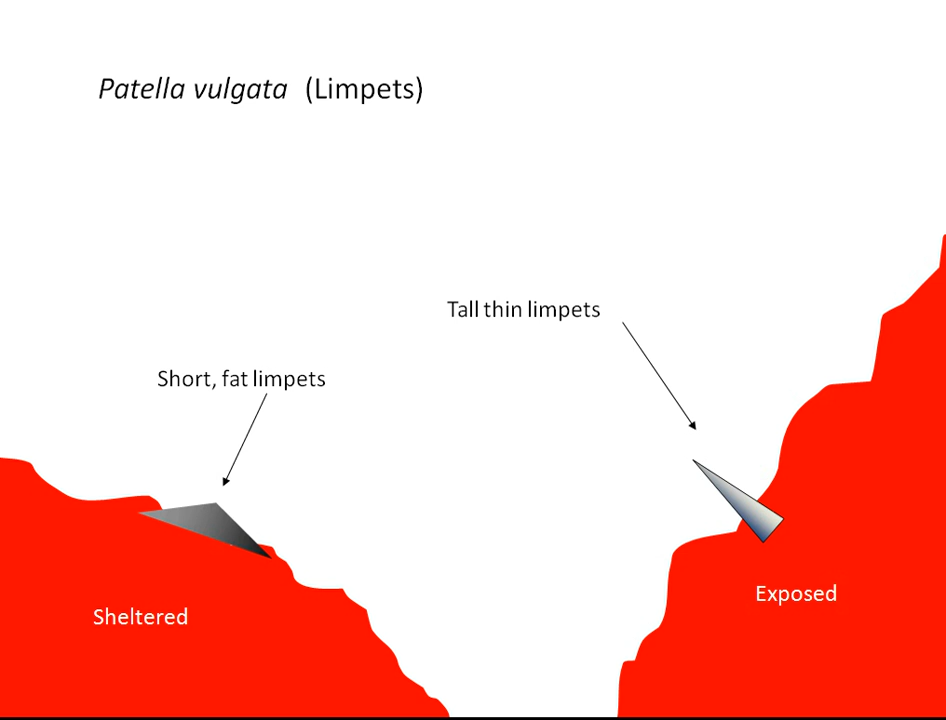 Patella vulgata (Limpets)
Tall thin limpets
Short, fat limpets
Exposed
Sheltered